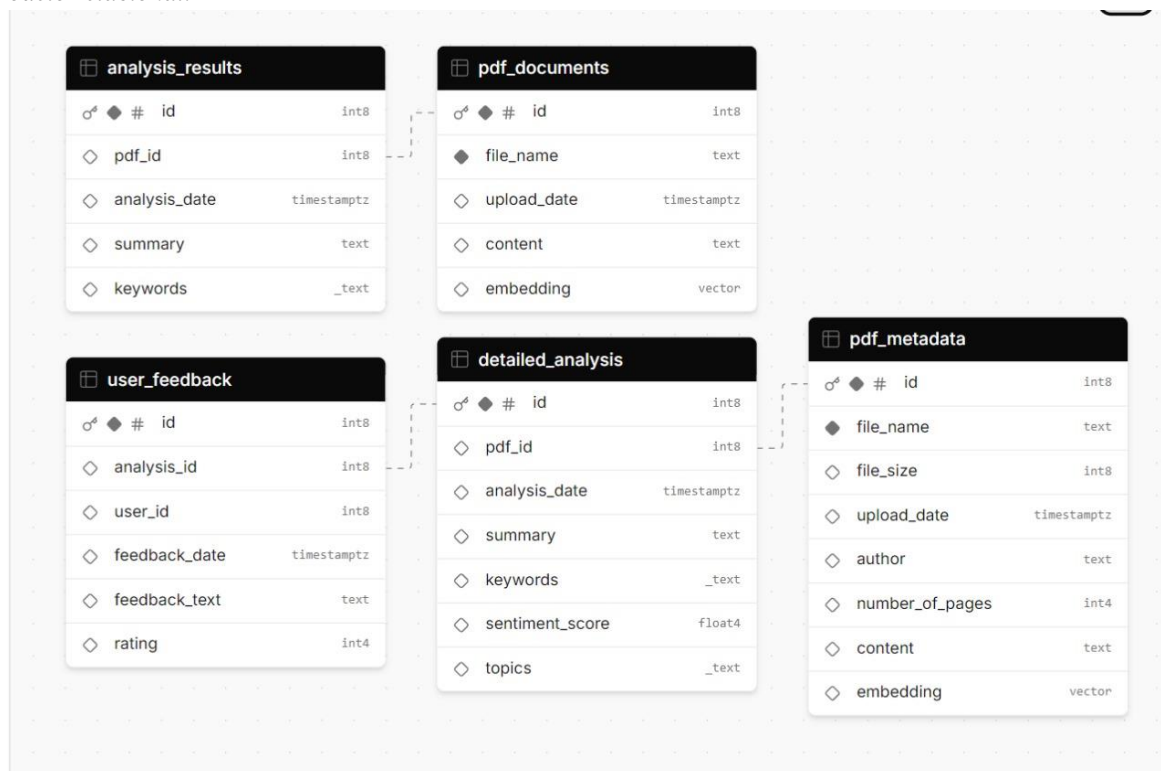 analysis_results
# id int8
pdf_id int8
analysis_date timestamptz
summary text
keywords _text
pdf_documents
# id int8
file_name text
upload_date timestamptz
content text
embedding vector
user_feedback
# id int8
analysis_id int8
user_id int8
feedback_date timestamptz
feedback_text text
rating int4
detailed_analysis
# id int8
pdf_id int8
analysis_date timestamptz
summary text
keywords _text
sentiment_score float4
topics _text
pdf_metadata
# id int8
file_name text
file_size int8
upload_date timestamptz
author text
number_of_pages int4
content text
embedding vector